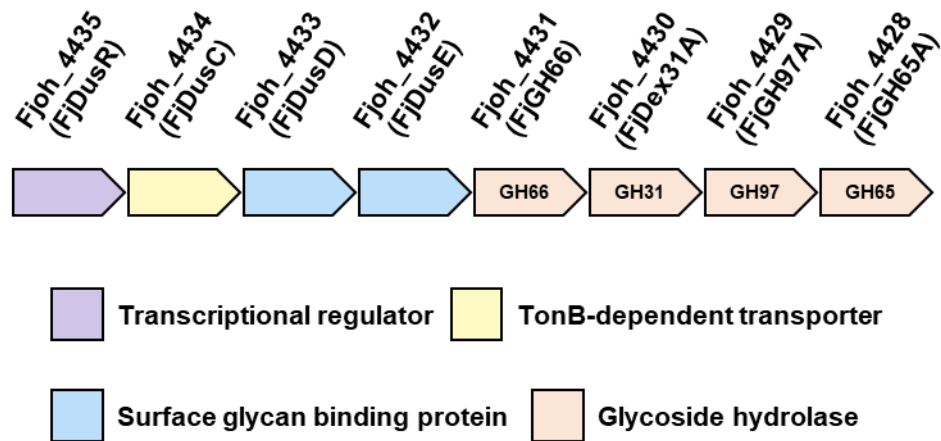 Fjoh_4435
(FjDusR)
Fjoh_4434
(FjDusC)
Fjoh_4433
(FjDusD)
Fjoh_4432
(FjDusE)
Fjoh_4431
(FjGH66)
Fjoh_4430
(FjDex31A)
Fjoh_4429
(FjGH97A)
Fjoh_4428
(FjGH65A)
GH66
GH31
GH97
GH65
Transcriptional regulator
TonB-dependent transporter
Surface glycan binding protein
Glycoside hydrolase